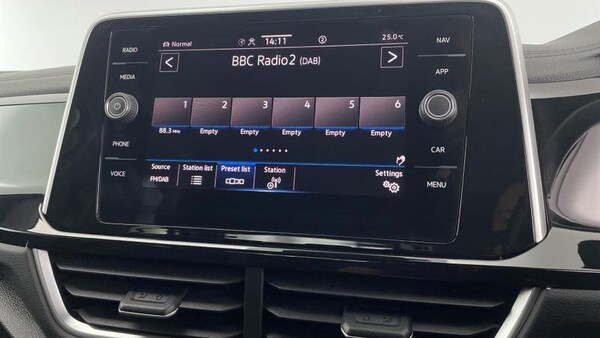 Normal 14:11 2 25.0°C
BBC Radio2 (DAB)
1 2 3 4 5 6
88.3 MHz Empty Empty Empty Empty Empty
Source Station list Preset list Station Settings
FM/DAB
RADIO
MEDIA
PHONE
VOICE
NAV
APP
CAR
MENU